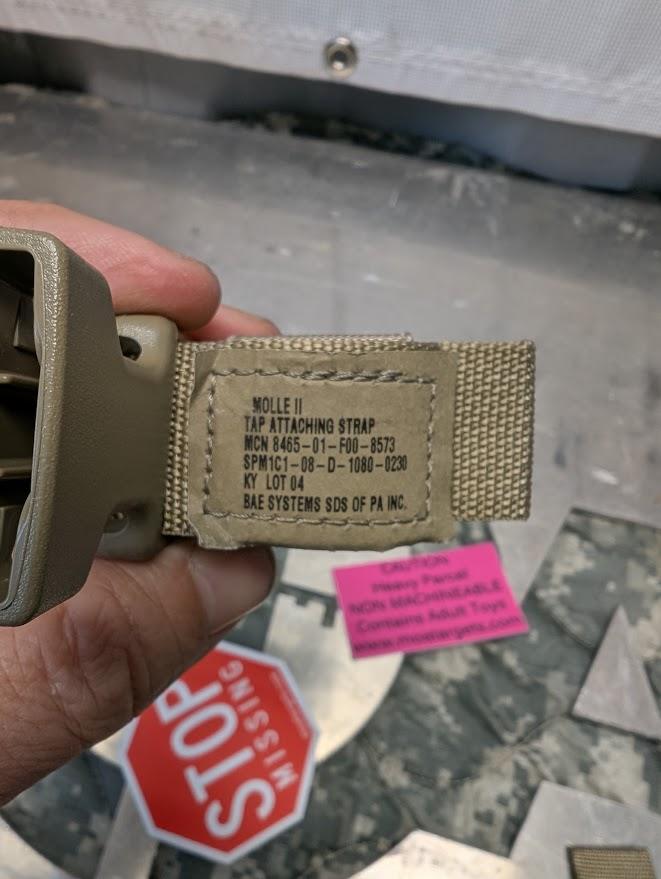 MOLLE II
TAP ATTACHING STRAP
MCN 8465-01-F00-8573
SPM1C1-08-D-1080-0230
KY LOT 04
BAE SYSTEMS SDS OF PA INC.
CAUTION
Heavy Parcel
NON MACHINEABLE
Contains Adult Toys
www.moxtargets.com
STOP
MISSING